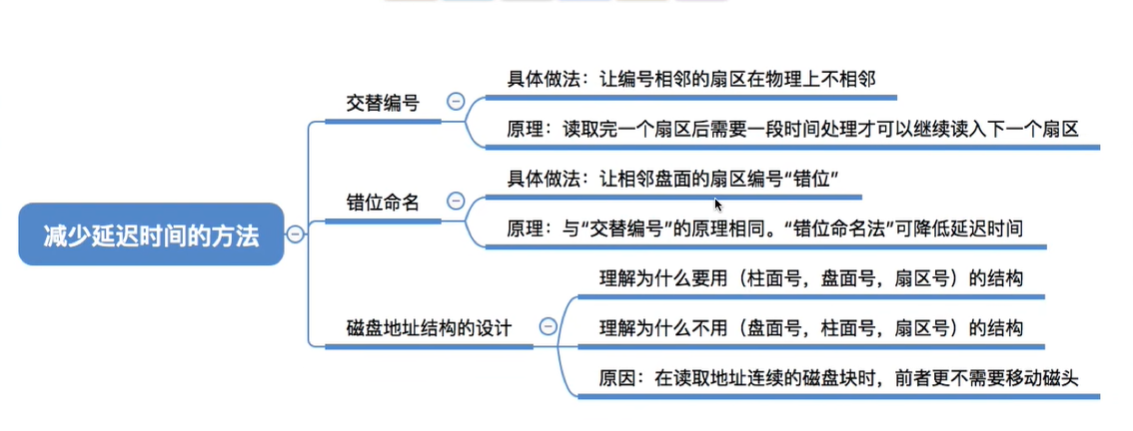 减少延迟时间的方法
交替编号
具体做法：让编号相邻的扇区在物理上不相邻
原理：读取完一个扇区后需要一段时间处理才可以继续读入下一个扇区
错位命名
具体做法：让相邻盘面的扇区编号“错位”
原理：与“交替编号”的原理相同。“错位命名法”可降低延迟时间
磁盘地址结构的设计
理解为什么要用（柱面号，盘面号，扇区号）的结构
理解为什么不用（盘面号，柱面号，扇区号）的结构
原因：在读取地址连续的磁盘块时，前者更不需要移动磁头